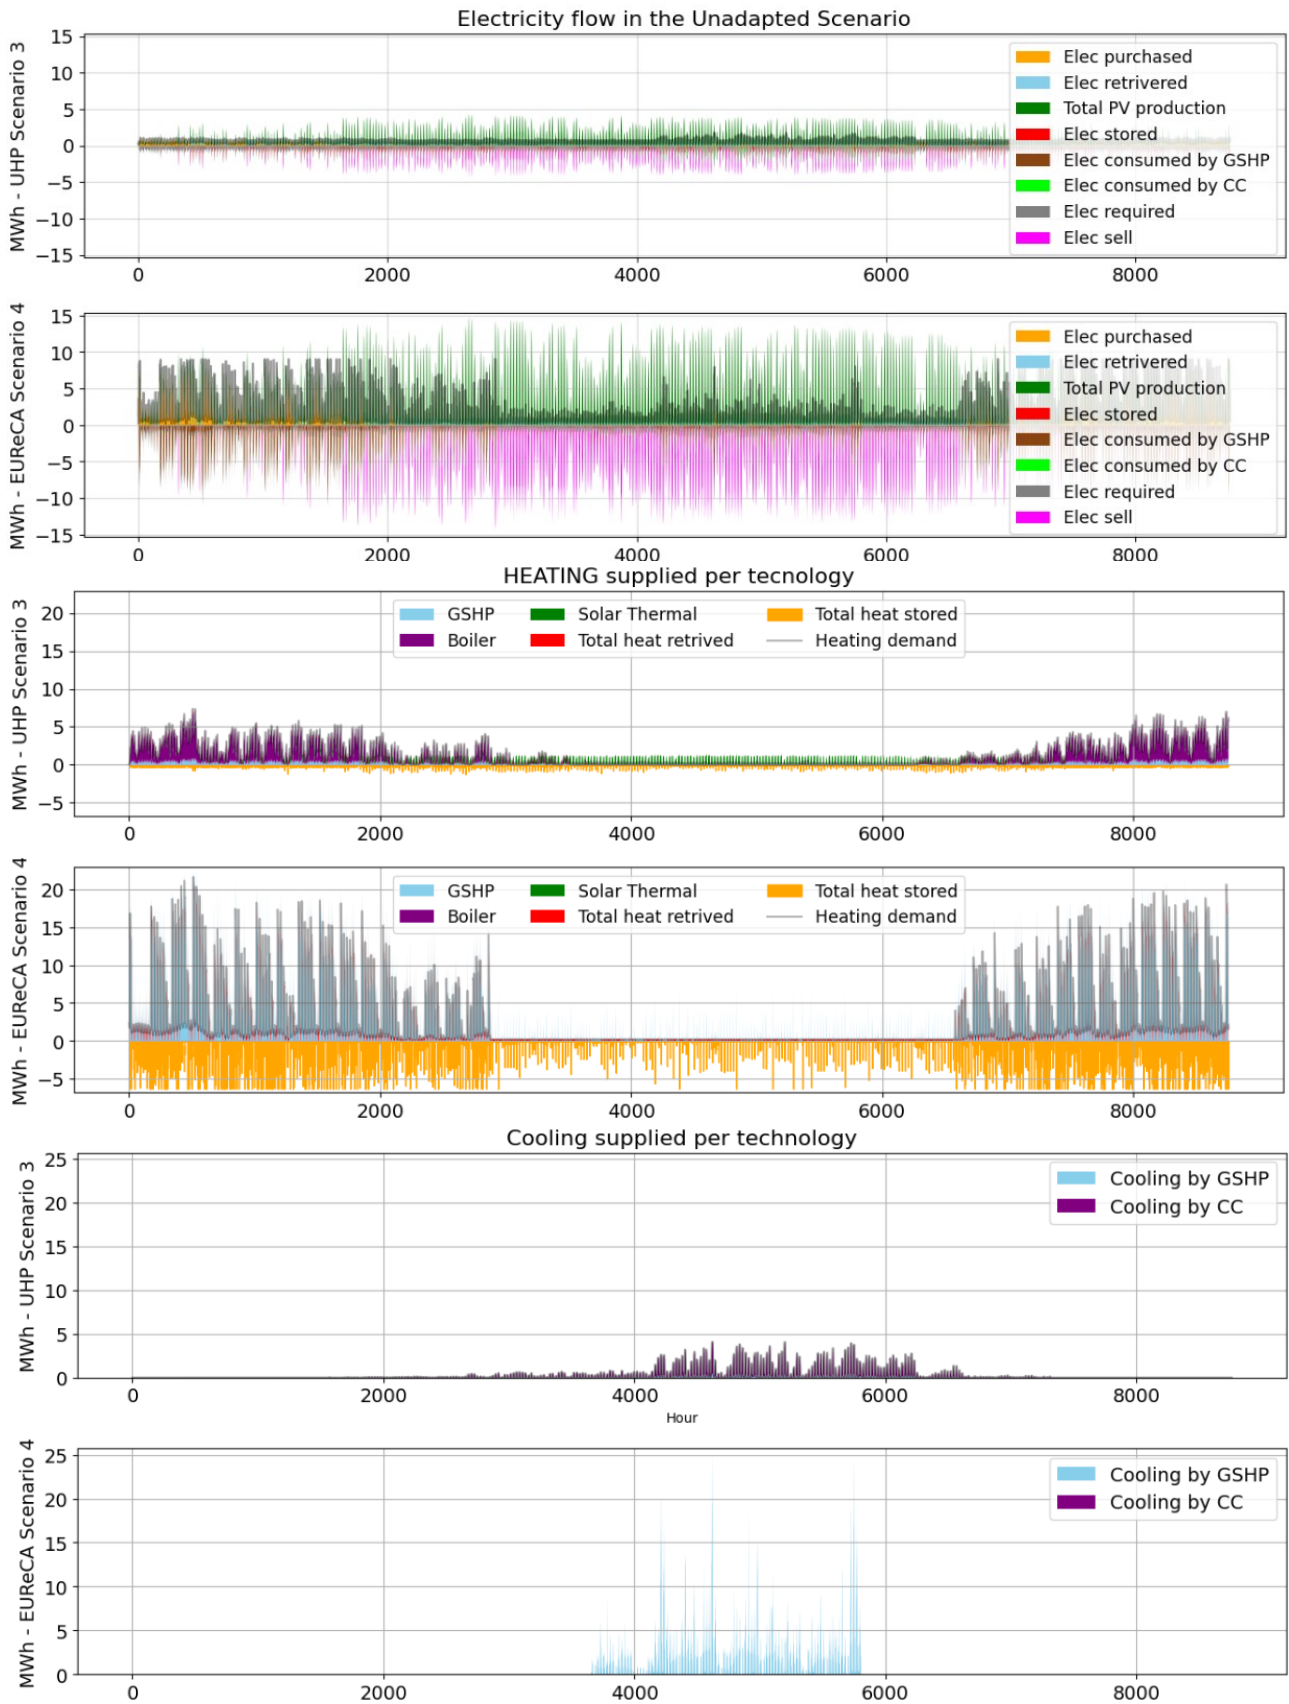 Electricity flow in the Unadapted Scenario
MWh - UHP Scenario 3
15
10
5
0
−5
−10
−15
Elec purchased
Elec retrivered
Total PV production
Elec stored
Elec consumed by GSHP
Elec consumed by CC
Elec required
Elec sell
0 2000 4000 6000 8000
MWh - EUReCA Scenario 4
15
10
5
0
−5
−10
−15
Elec purchased
Elec retrivered
Total PV production
Elec stored
Elec consumed by GSHP
Elec consumed by CC
Elec required
Elec sell
0 2000 4000 6000 8000
HEATING supplied per tecnology
MWh - UHP Scenario 3
20
15
10
5
0
−5
GSHP Solar Thermal Total heat stored
Boiler Total heat retrived Heating demand
0 2000 4000 6000 8000
MWh - EUReCA Scenario 4
20
15
10
5
0
−5
GSHP Solar Thermal Total heat stored
Boiler Total heat retrived Heating demand
0 2000 4000 6000 8000
Cooling supplied per technology
MWh - UHP Scenario 3
25
20
15
10
5
0
Cooling by GSHP
Cooling by CC
0 2000 4000 6000 8000
Hour
MWh - EUReCA Scenario 4
25
20
15
10
5
0
Cooling by GSHP
Cooling by CC
0 2000 4000 6000 8000